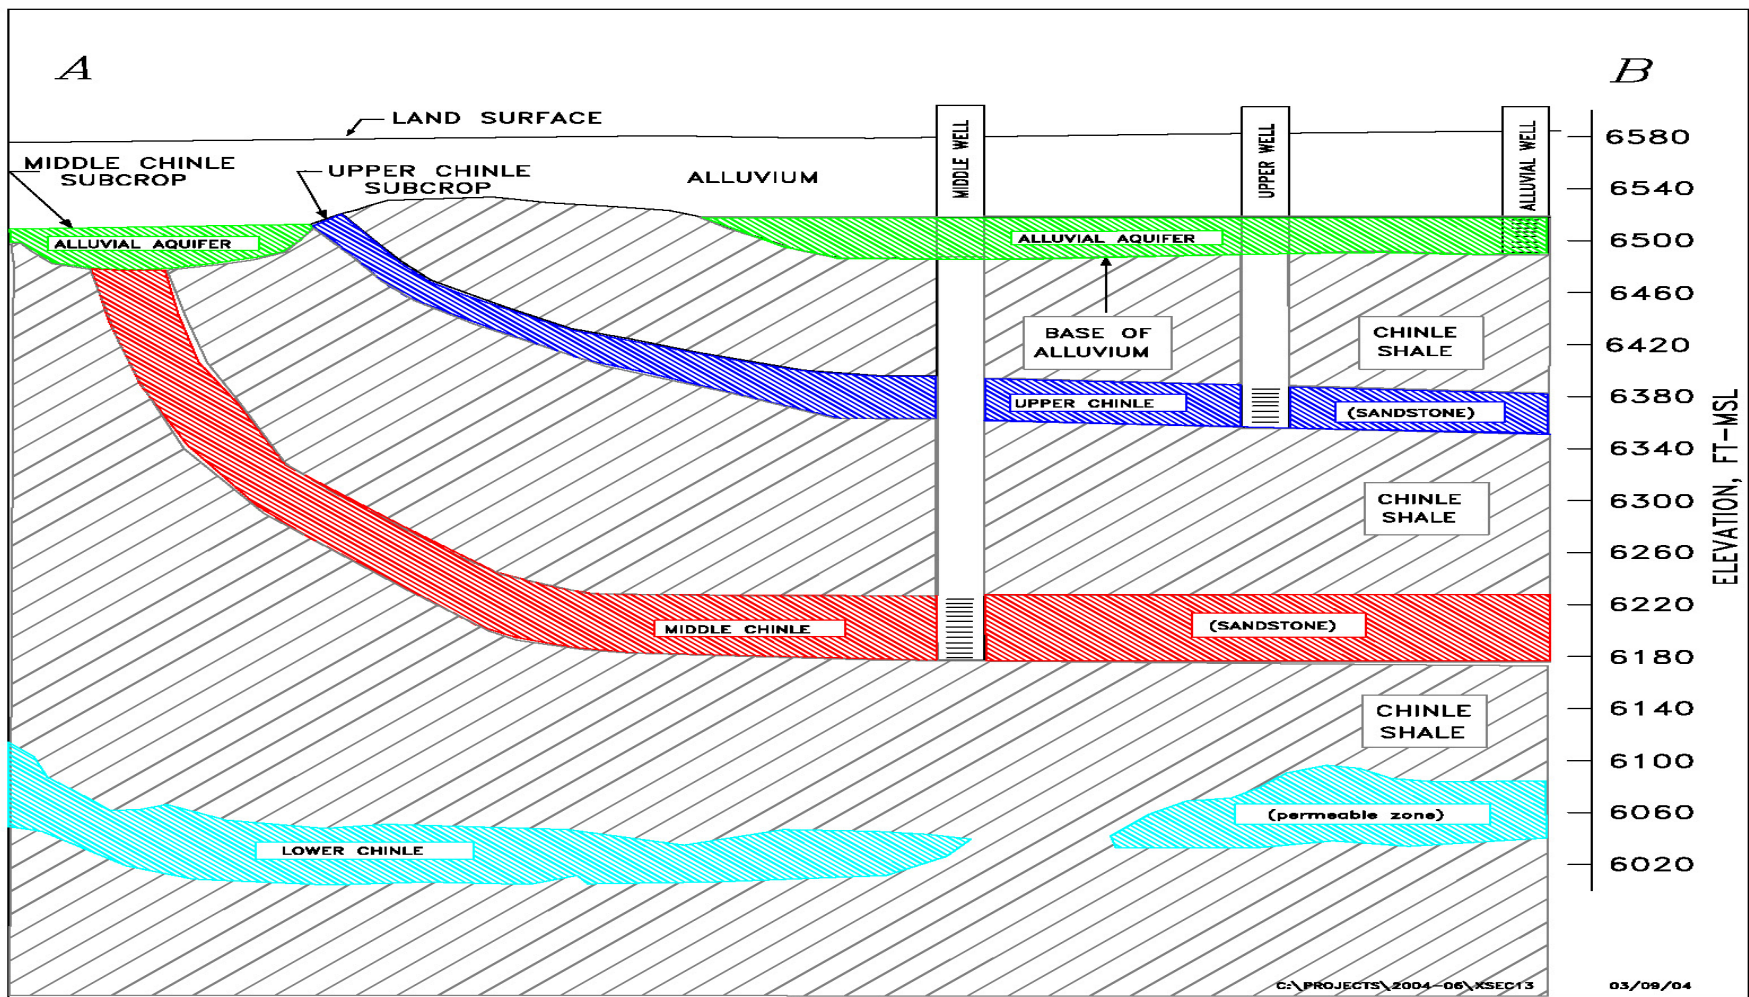 A
B
LAND SURFACE
MIDDLE CHINLE
SUBCROP
UPPER CHINLE
SUBCROP
ALLUVIUM
MIDDLE WELL
UPPER WELL
ALLUVIAL WELL
ALLUVIAL AQUIFER
ALLUVIAL AQUIFER
BASE OF
ALLUVIUM
CHINLE
SHALE
UPPER CHINLE
(SANDSTONE)
CHINLE
SHALE
MIDDLE CHINLE
(SANDSTONE)
CHINLE
SHALE
(permeable zone)
LOWER CHINLE
6580
6540
6500
6460
6420
6380
6340
6300
6260
6220
6180
6140
6100
6060
6020
ELEVATION, FT-MSL
C:\PROJECTS\2004-06\XSEC13
03/09/04